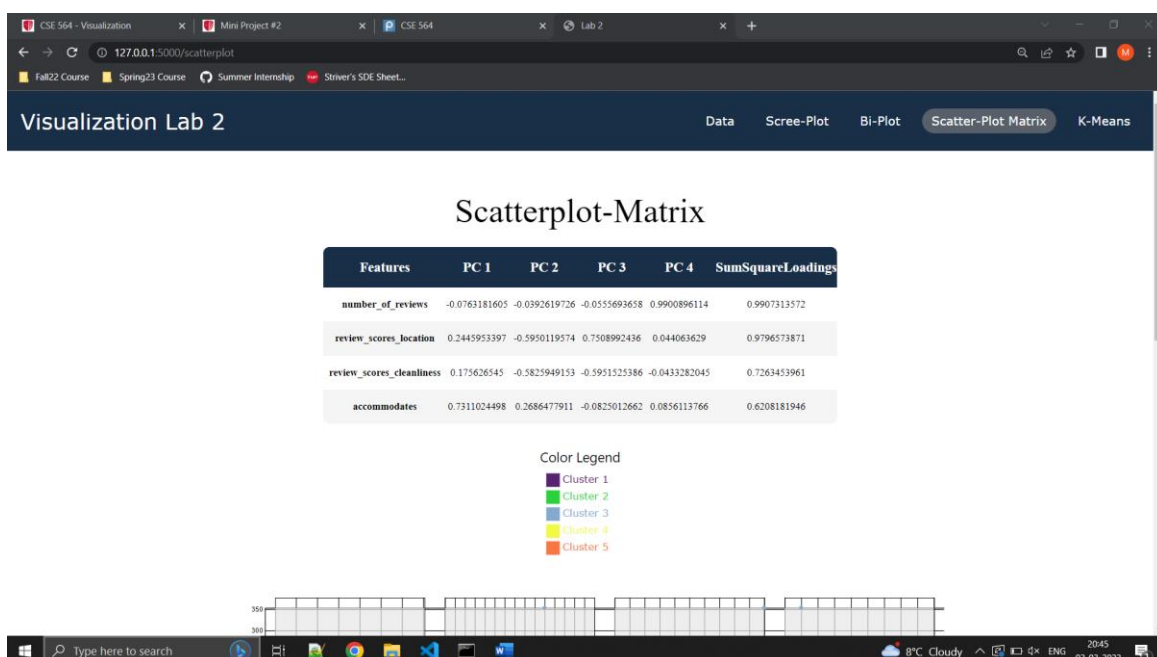 CSE 564 - Visualization
Mini Project #2
CSE 564
Lab 2
127.0.0.1:5000/scatterplot
Fall22 Course
Spring23 Course
Summer Internship
Striver's SDE Sheet...
M
Visualization Lab 2
Data
Scree-Plot
Bi-Plot
Scatter-Plot Matrix
K-Means
Scatterplot-Matrix
Features PC 1 PC 2 PC 3 PC 4 SumSquareLoadings
number_of_reviews -0.0763181605 -0.0392619726 -0.0555693658 0.9900896114 0.9907313572
review_scores_location 0.2445953397 -0.5950119574 0.7508992436 0.044063629 0.9796573871
review_scores_cleanliness 0.175626545 -0.5825949153 -0.5951525386 -0.0433282045 0.7263453961
accommodates 0.7311024498 0.2686477911 -0.0825012662 0.0856113766 0.6208181946
Color Legend
Cluster 1
Cluster 2
Cluster 3
Cluster 4
Cluster 5
350
300
Type here to search
8°C Cloudy
ENG
20:45